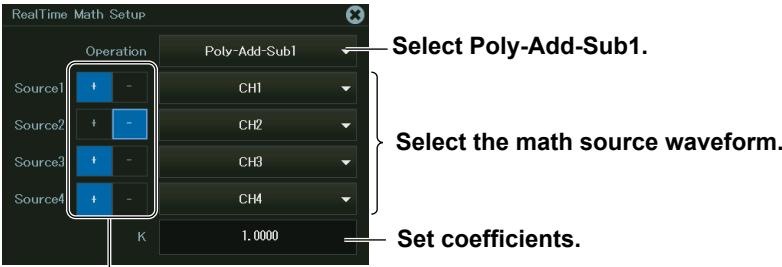 RealTime Math Setup
Operation Poly-Add-Sub1 Select Poly-Add-Sub1.
Source1 + - CH1
Source2 + - CH2
Select the math source waveform.
Source3 + - CH3
Source4 + - CH4
K 1.0000 Set coefficients.